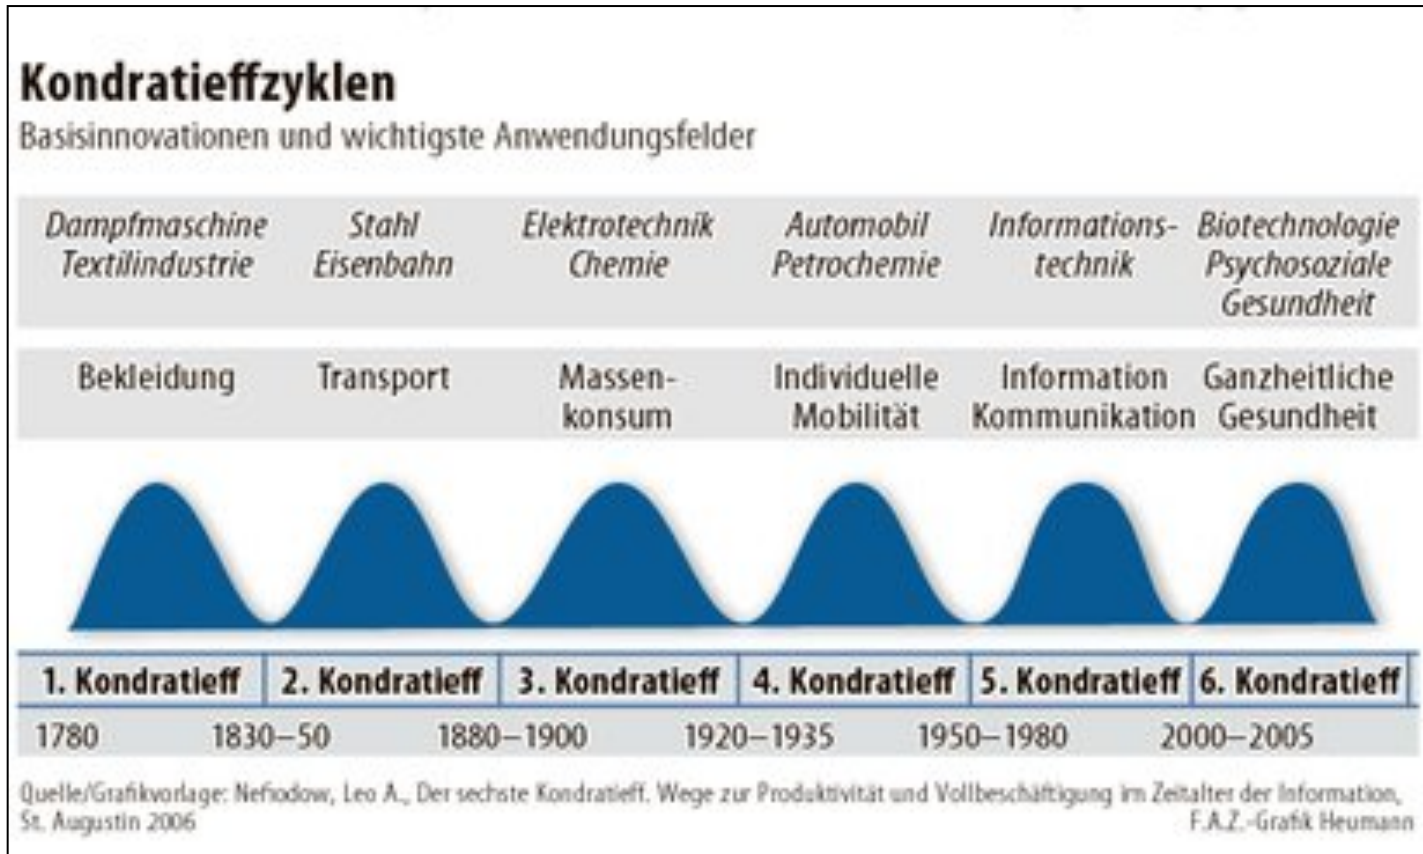 Kondratieffzyklen
Basisinnovationen und wichtigste Anwendungsfelder
Dampfmaschine
Textilindustrie
Stahl
Eisenbahn
Elektrotechnik
Chemie
Automobil
Petrochemie
Informations-
technik
Biotechnologie
Psychosoziale
Gesundheit
Bekleidung
Transport
Massen-
konsum
Individuelle
Mobilität
Information
Kommunikation
Ganzheitliche
Gesundheit
1. Kondratieff
2. Kondratieff
3. Kondratieff
4. Kondratieff
5. Kondratieff
6. Kondratieff
1780
1830–50
1880–1900
1920–1935
1950–1980
2000–2005
Quelle/Grafikvorlage: Nefiodow, Leo A., Der sechste Kondratieff. Wege zur Produktivität und Vollbeschäftigung im Zeitalter der Information,
St. Augustin 2006
F.A.Z.-Grafik Heumann